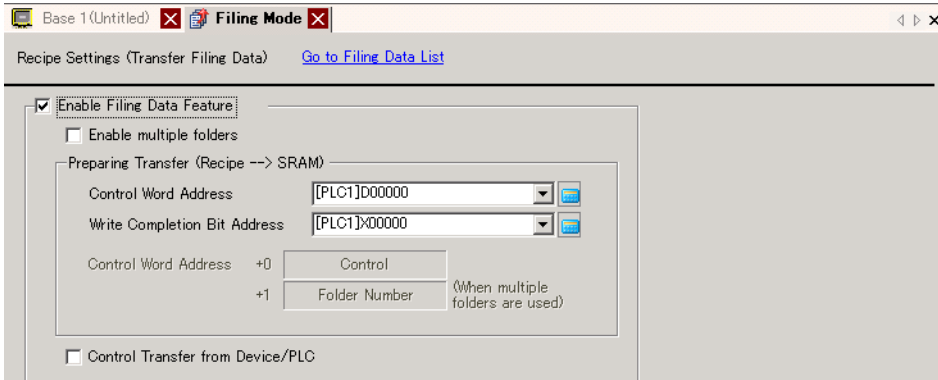 Base 1(Untitled) Filing Mode
Recipe Settings (Transfer Filing Data) Go to Filing Data List
Enable Filing Data Feature
Enable multiple folders
Preparing Transfer (Recipe --> SRAM)
Control Word Address [PLC1]D00000
Write Completion Bit Address [PLC1]X00000
Control Word Address +0 Control
+1 Folder Number (When multiple
folders are used)
Control Transfer from Device/PLC